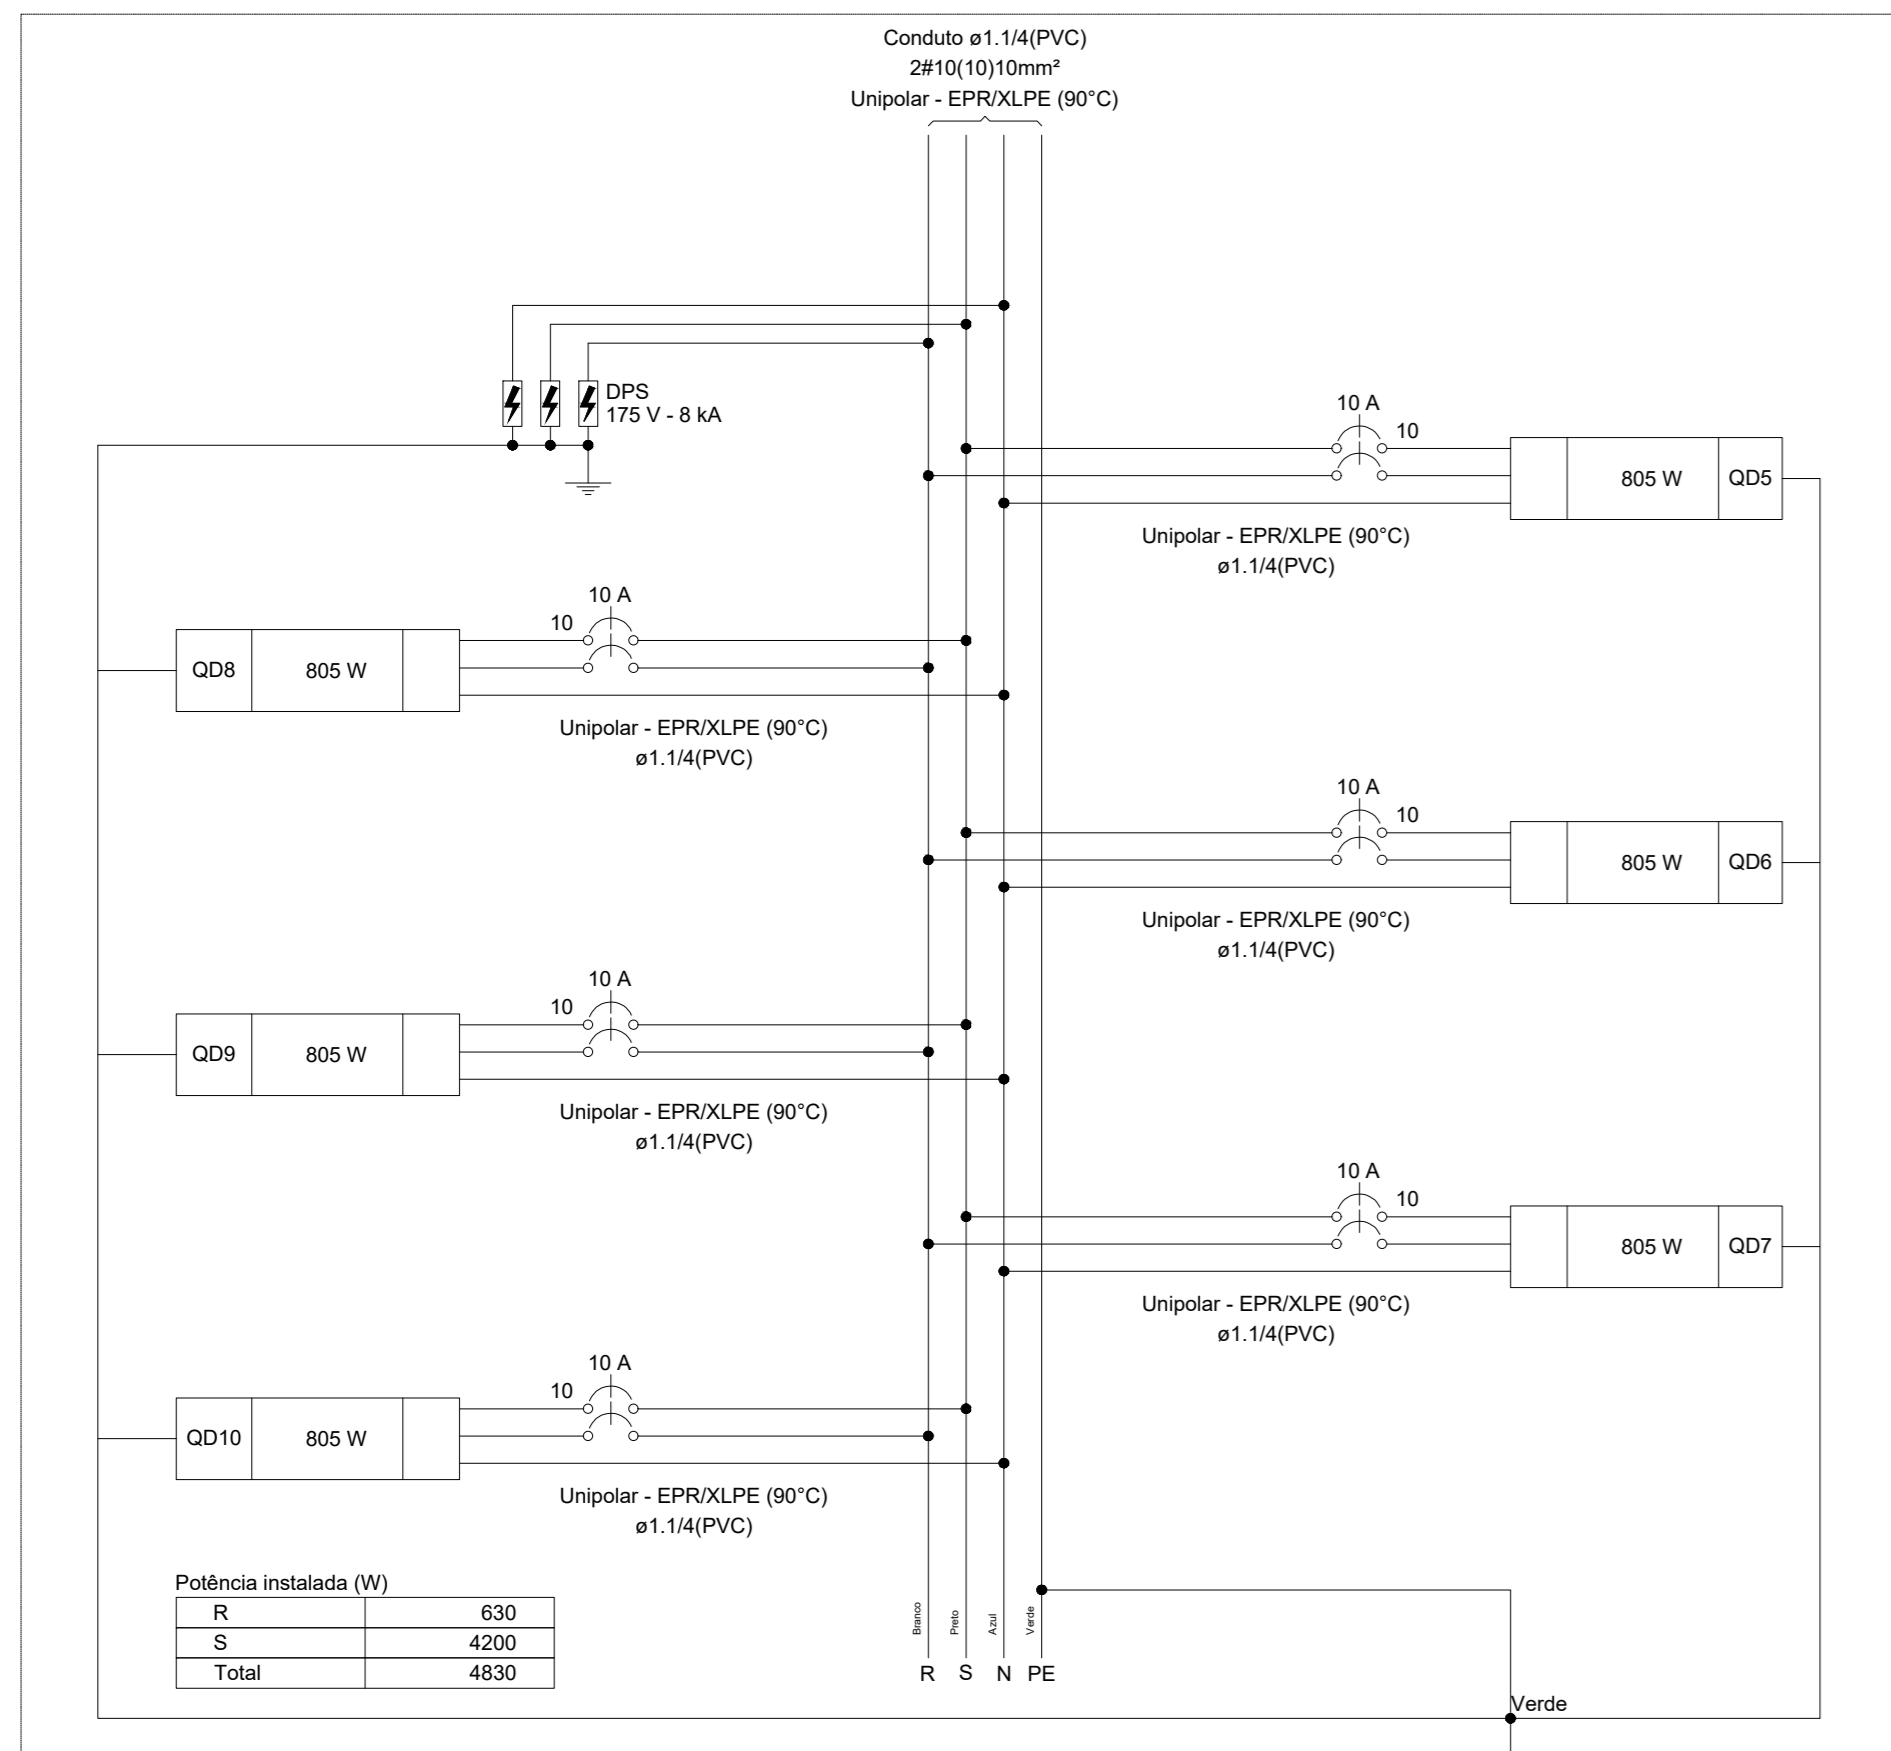 Conduto ø1.1/4(PVC)
2#10(10)10mm²
Unipolar - EPR/XLPE (90°C)
DPS
175 V - 8 kA
10 A
10
805 W
QD5
Unipolar - EPR/XLPE (90°C)
ø1.1/4(PVC)
10 A
10
QD8
805 W
Unipolar - EPR/XLPE (90°C)
ø1.1/4(PVC)
10 A
10
805 W
QD6
Unipolar - EPR/XLPE (90°C)
ø1.1/4(PVC)
10 A
10
QD9
805 W
Unipolar - EPR/XLPE (90°C)
ø1.1/4(PVC)
10 A
10
805 W
QD7
Unipolar - EPR/XLPE (90°C)
ø1.1/4(PVC)
10 A
10
QD10
805 W
Unipolar - EPR/XLPE (90°C)
ø1.1/4(PVC)
Potência instalada (W)
R 630
S 4200
Total 4830
Branco
Preto
Azul
Verde
R S N PE
Verde